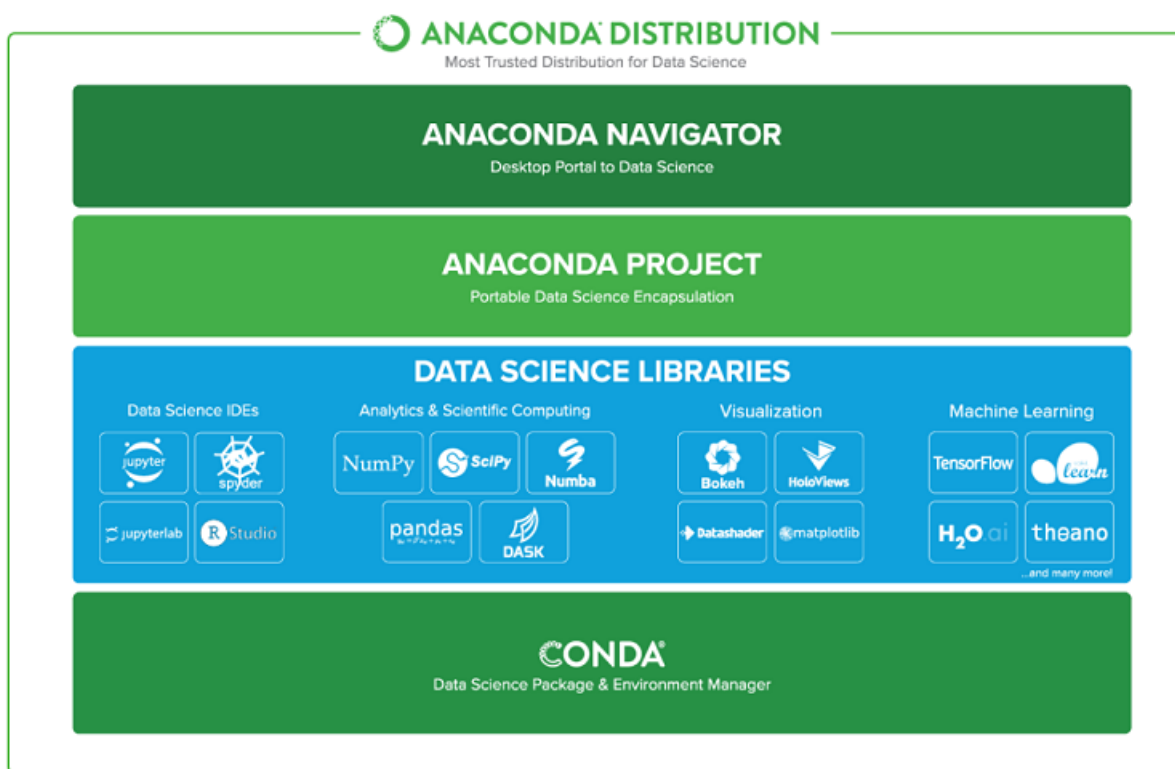 ANACONDA DISTRIBUTION
Most Trusted Distribution for Data Science
ANACONDA NAVIGATOR
Desktop Portal to Data Science
ANACONDA PROJECT
Portable Data Science Encapsulation
DATA SCIENCE LIBRARIES
Data Science IDEs
jupyter
spyder
jupyterlab
R Studio
Analytics & Scientific Computing
NumPy
SciPy
Numba
pandas
DASK
Visualization
Bokeh
HoloViews
Datashader
matplotlib
Machine Learning
TensorFlow
learn
H2O.ai
theano
...and many more!
CONDA
Data Science Package & Environment Manager